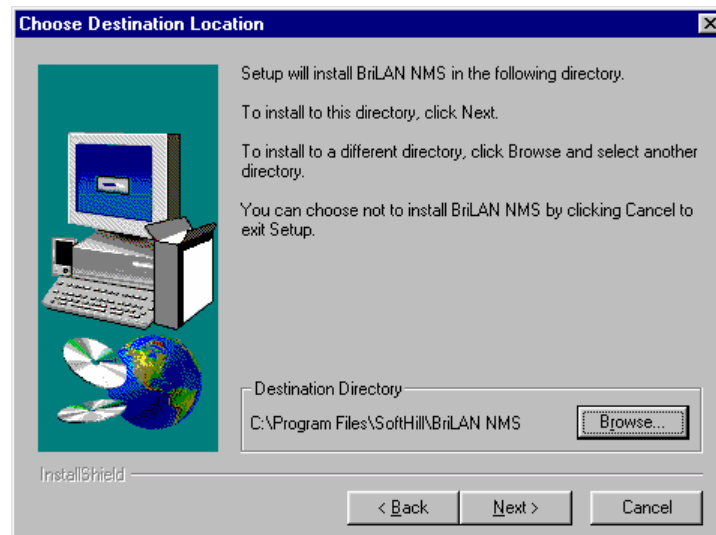 Choose Destination Location
Setup will install BriLAN NMS in the following directory.
To install to this directory, click Next.
To install to a different directory, click Browse and select another
directory.
You can choose not to install BriLAN NMS by clicking Cancel to
exit Setup.
Destination Directory
C:\Program Files\SoftHill\BriLAN NMS
Browse...
InstallShield
< Back
Next >
Cancel